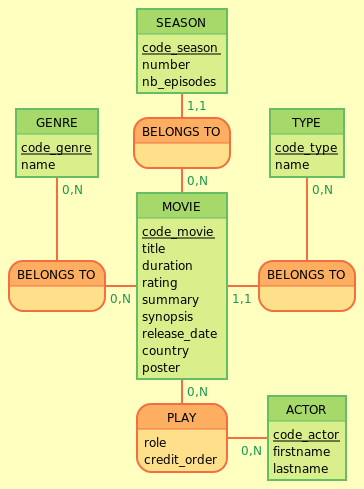 SEASON
code_season
number
nb_episodes
1,1
BELONGS TO
0,N
GENRE
code_genre
name
0,N
TYPE
code_type
name
0,N
MOVIE
code_movie
title
duration
rating
summary
synopsis
release_date
country
poster
BELONGS TO
0,N
1,1
BELONGS TO
0,N
PLAY
role
credit_order
0,N
ACTOR
code_actor
firstname
lastname